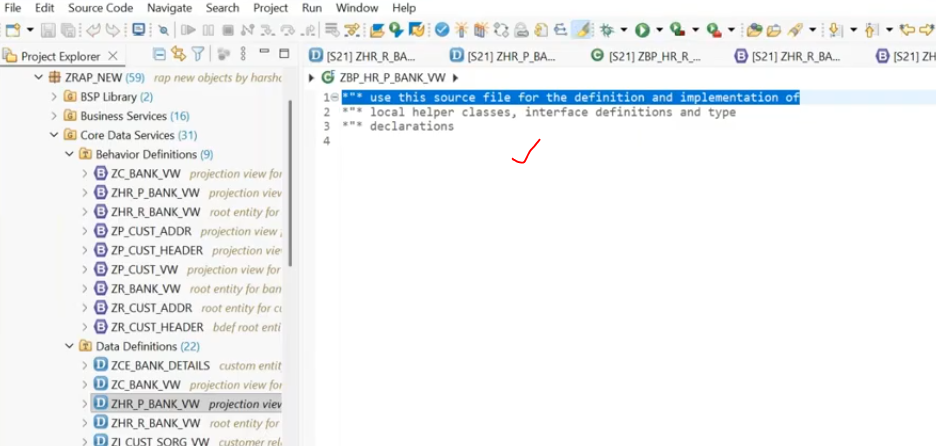 File Edit Source Code Navigate Search Project Run Window Help
Project Explorer
[S21] ZHR_R_BA...
[S21] ZHR_P_BA...
[S21] ZBP_HR_R_...
[S21] ZHR_R_BA...
[S21] ZH
ZRAP_NEW (59) rap new objects by harsh
BSP Library (2)
Business Services (16)
Core Data Services (31)
Behavior Definitions (9)
ZC_BANK_VW projection view for
ZHR_P_BANK_VW projection view
ZHR_R_BANK_VW root entity for
ZP_CUST_ADDR projection view
ZP_CUST_HEADER projection vie
ZP_CUST_VW projection view for
ZR_BANK_VW root entity for ban
ZR_CUST_ADDR root entity for cu
ZR_CUST_HEADER bdef root enti
Data Definitions (22)
ZCE_BANK_DETAILS custom entit
ZC_BANK_VW projection view for
ZHR_P_BANK_VW projection view
ZHR_R_BANK_VW root entity for
ZI_CUST_SORG_VW customer rel
ZBP_HR_P_BANK_VW
1 *"* use this source file for the definition and implementation of
2 *"* local helper classes, interface definitions and type
3 *"* declarations
4